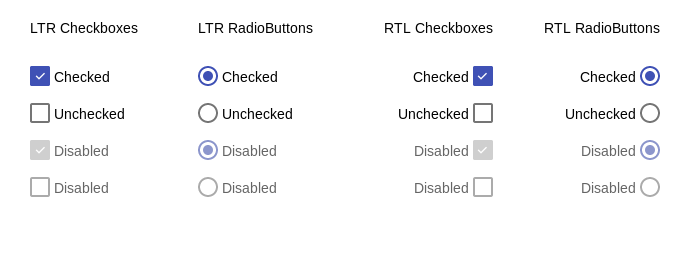 LTR Checkboxes
Checked
Unchecked
Disabled
Disabled
LTR RadioButtons
Checked
Unchecked
Disabled
Disabled
RTL Checkboxes
Checked
Unchecked
Disabled
Disabled
RTL RadioButtons
Checked
Unchecked
Disabled
Disabled